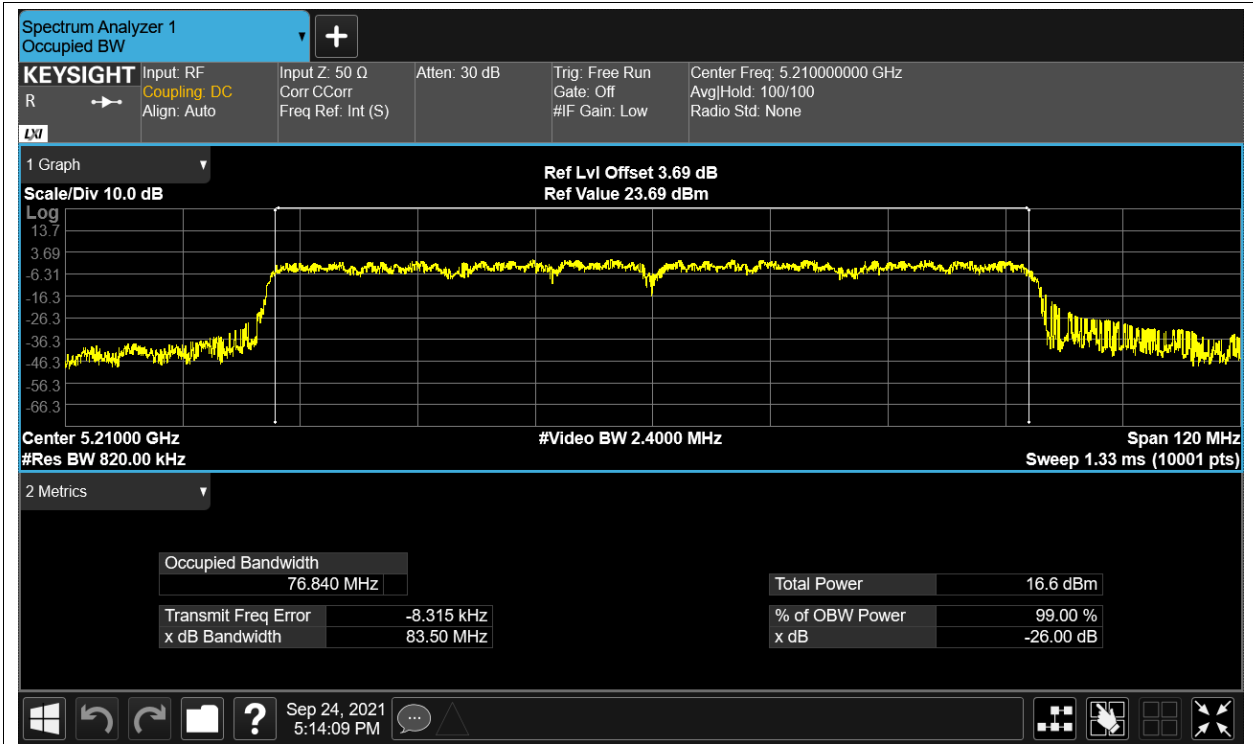 Spectrum Analyzer 1
Occupied BW
KEYSIGHT
R
LXI
Input: RF
Coupling: DC
Align: Auto
Input Z: 50 Ω
Corr CCorr
Freq Ref: Int (S)
Atten: 30 dB
Trig: Free Run
Gate: Off
#IF Gain: Low
Center Freq: 5.210000000 GHz
Avg|Hold: 100/100
Radio Std: None
1 Graph
Scale/Div 10.0 dB
Ref Lvl Offset 3.69 dB
Ref Value 23.69 dBm
Log
13.7
3.69
-6.31
-16.3
-26.3
-36.3
-46.3
-56.3
-66.3
Center 5.21000 GHz
#Res BW 820.00 kHz
#Video BW 2.4000 MHz
Span 120 MHz
Sweep 1.33 ms (10001 pts)
2 Metrics
Occupied Bandwidth
76.840 MHz
Transmit Freq Error -8.315 kHz
x dB Bandwidth 83.50 MHz
Total Power 16.6 dBm
% of OBW Power 99.00 %
x dB -26.00 dB
?
Sep 24, 2021
5:14:09 PM